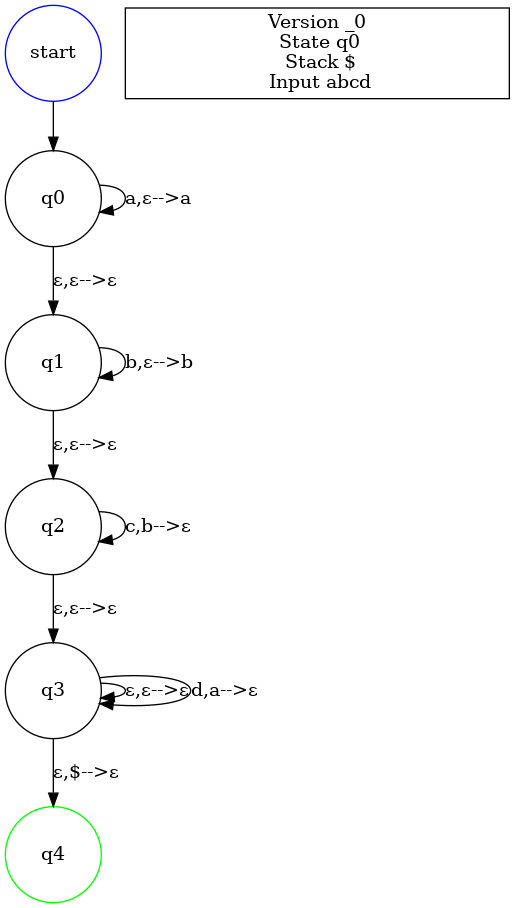 start
Version _0
State q0
Stack $
Input abcd
q0
a,ε-->a
ε,ε-->ε
q1
b,ε-->b
ε,ε-->ε
q2
c,b-->ε
ε,ε-->ε
q3
ε,ε-->ε
d,a-->ε
ε,$-->ε
q4